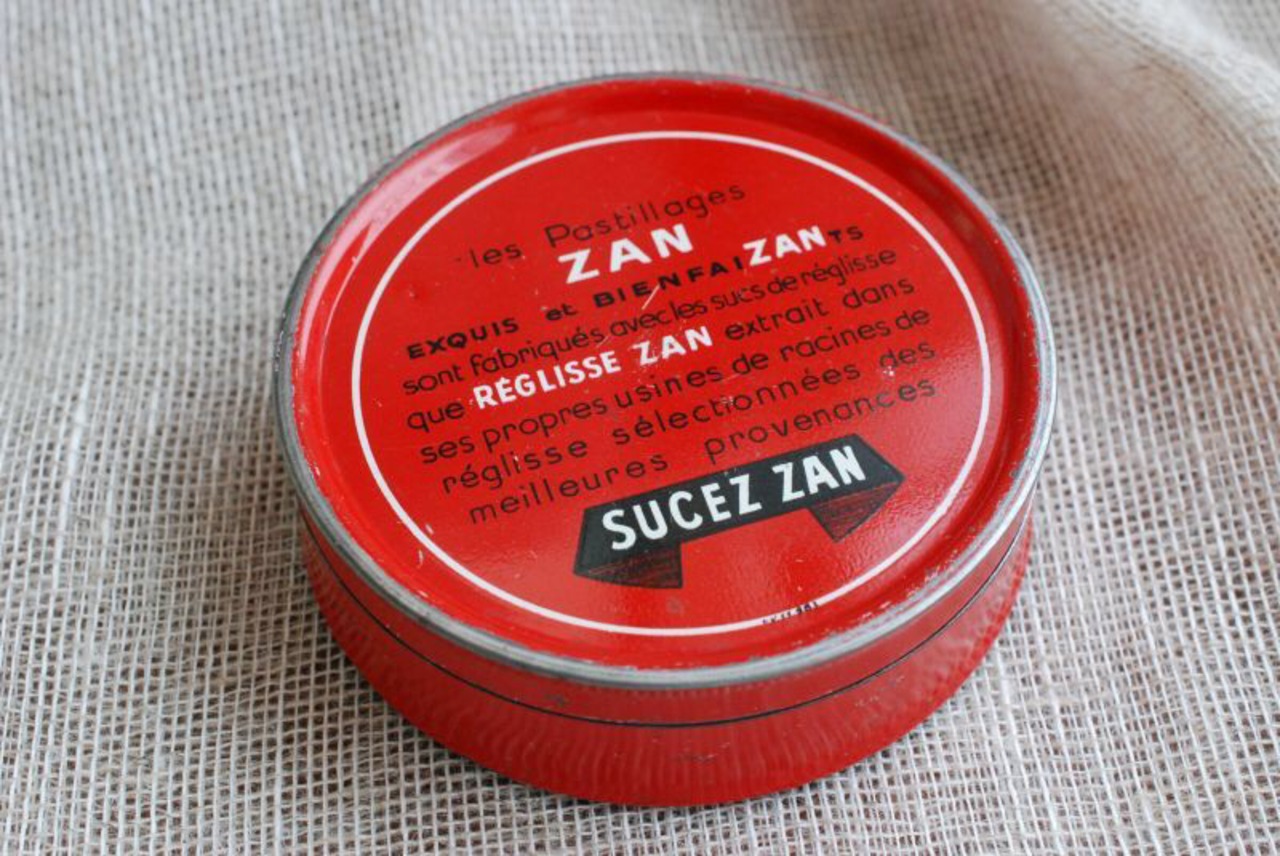 les Pastillages
ZAN
EXQUIS et BIENFAIZANTS
sont fabriqués avec les sucs de réglisse
que RÉGLISSE ZAN extrait dans
ses propres usines de racines de
réglisse sélectionnées des
meilleures provenances
SUCEZ ZAN